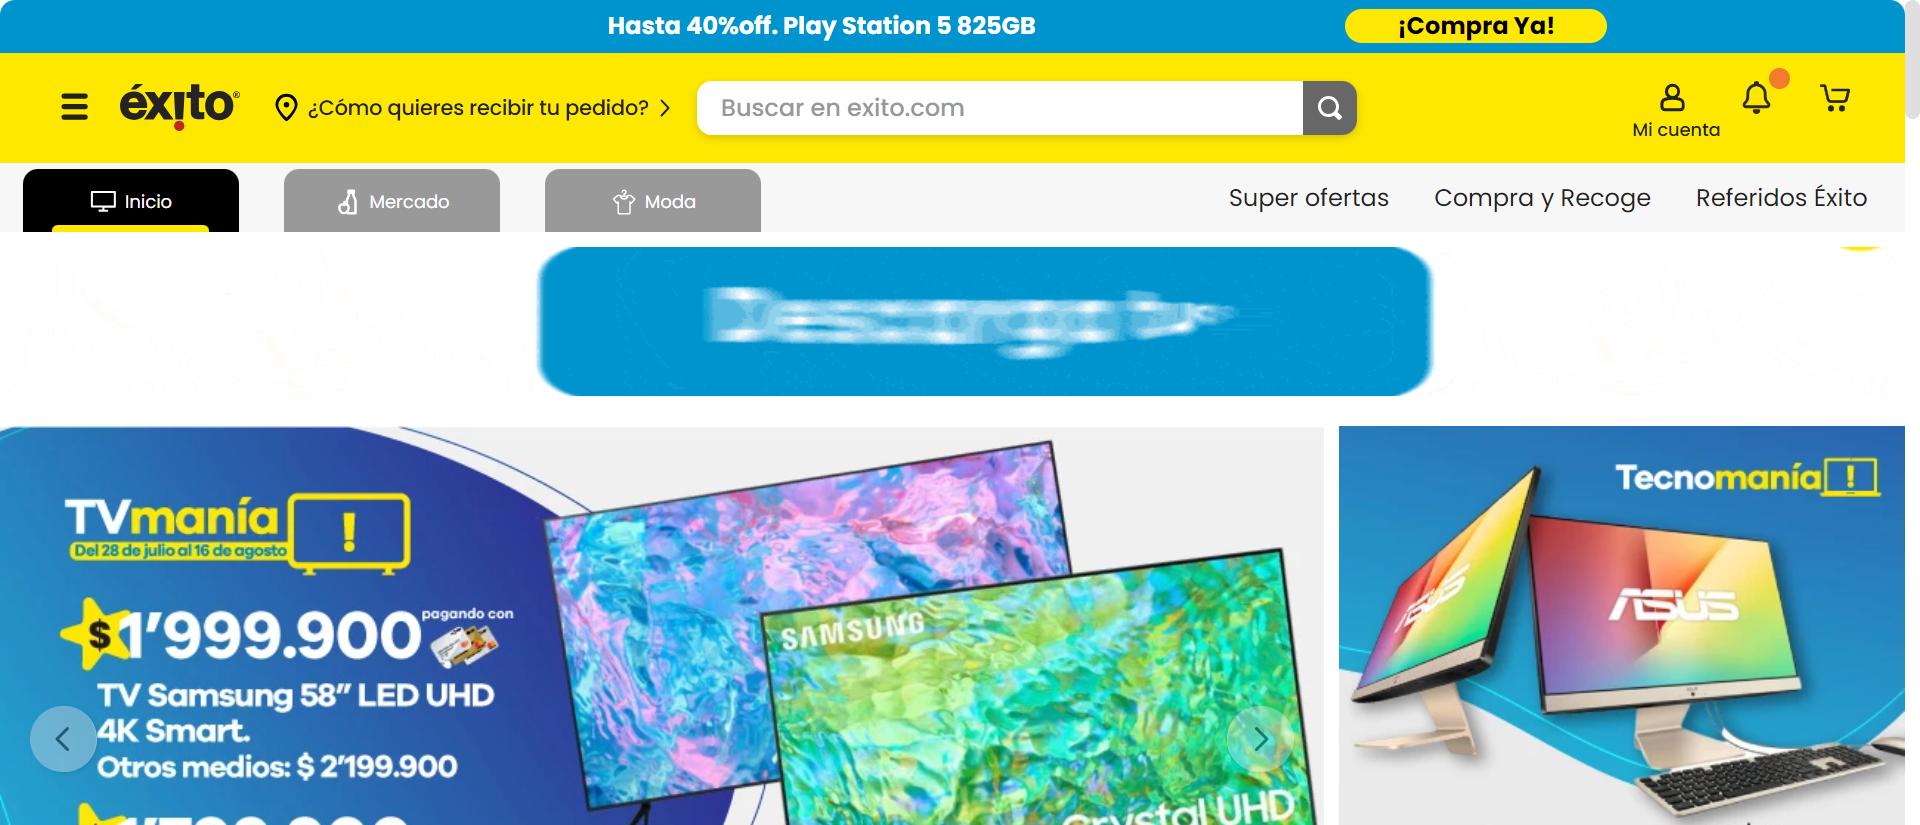 Hasta 40%off. Play Station 5 825GB
¡Compra Ya!
éxito®
¿Cómo quieres recibir tu pedido?
Buscar en exito.com
Mi cuenta
Inicio
Mercado
Moda
Super ofertas
Compra y Recoge
Referidos Éxito
TVmanía
Del 28 de julio al 16 de agosto
$1'999.900
pagando con
TV Samsung 58" LED UHD
4K Smart.
Otros medios: $ 2'199.900
SAMSUNG
Crystal UHD
Tecnomanía
ASUS
ASUS